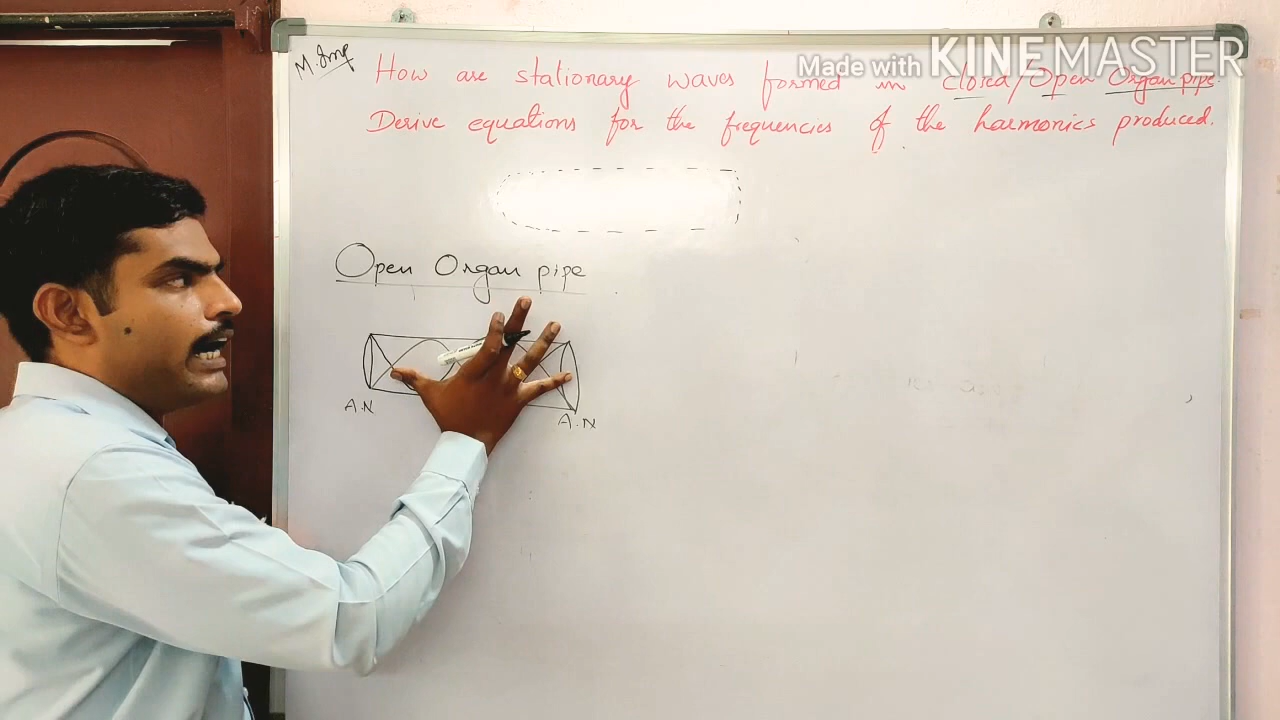 M. Imp
How are stationary waves formed in closed/Open Organ pipe.
Made with KINEMASTER
Derive equations for the frequencies of the harmonics produced.
Open Organ pipe
A.N
A.N